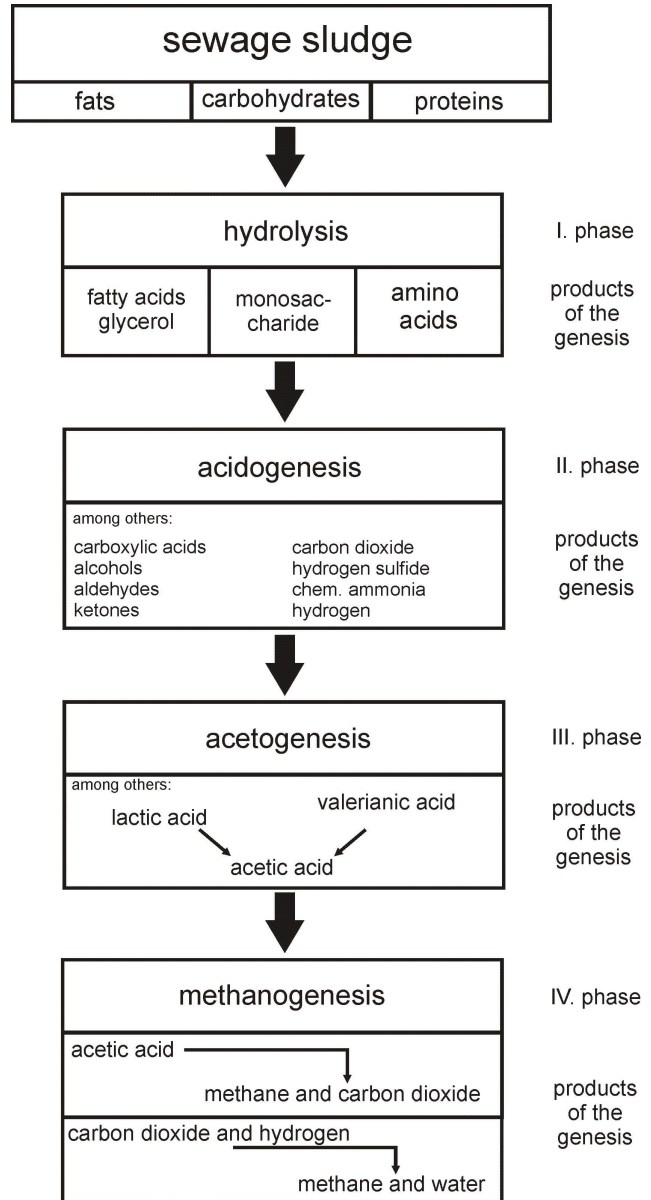 sewage sludge
fats
carbohydrates
proteins
hydrolysis
I. phase
fatty acids
glycerol
monosac-
charide
amino
acids
products
of the
genesis
acidogenesis
II. phase
among others:
carboxylic acids
alcohols
aldehydes
ketones
carbon dioxide
hydrogen sulfide
chem. ammonia
hydrogen
products
of the
genesis
acetogenesis
III. phase
among others:
lactic acid
valerianic acid
acetic acid
products
of the
genesis
methanogenesis
IV. phase
acetic acid
methane and carbon dioxide
carbon dioxide and hydrogen
methane and water
products
of the
genesis